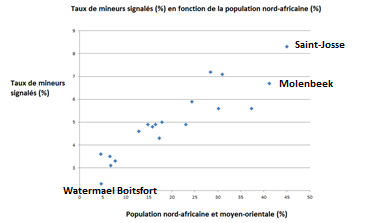 Taux de mineurs signalés (%) en fonction de la population nord-africaine (%)
9
Saint-Josse
8
7
Molenbeek
Taux de mineurs
signalés (%)
6
5
4
3
Watermael Boitsfort
2
0 5 10 15 20 25 30 35 40 45 50
Population nord-africaine et moyen-orientale (%)